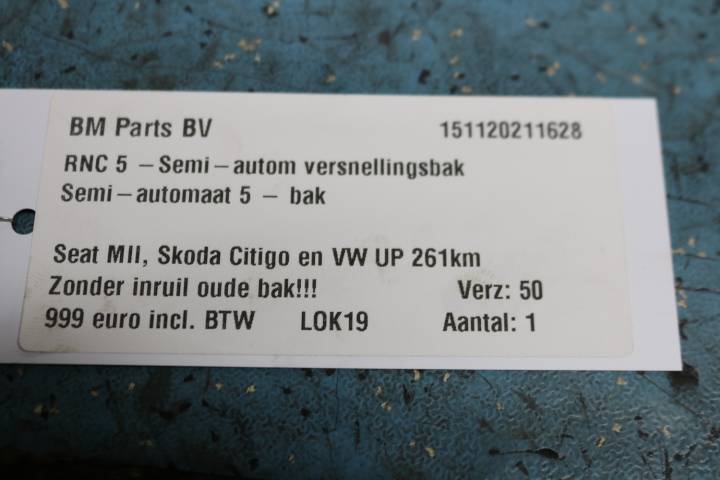 BM Parts BV 151120211628
RNC 5 – Semi – autom versnellingsbak
Semi – automaat 5 – bak
Seat MII, Skoda Citigo en VW UP 261km
Zonder inruil oude bak!!! Verz: 50
999 euro incl. BTW LOK19 Aantal: 1